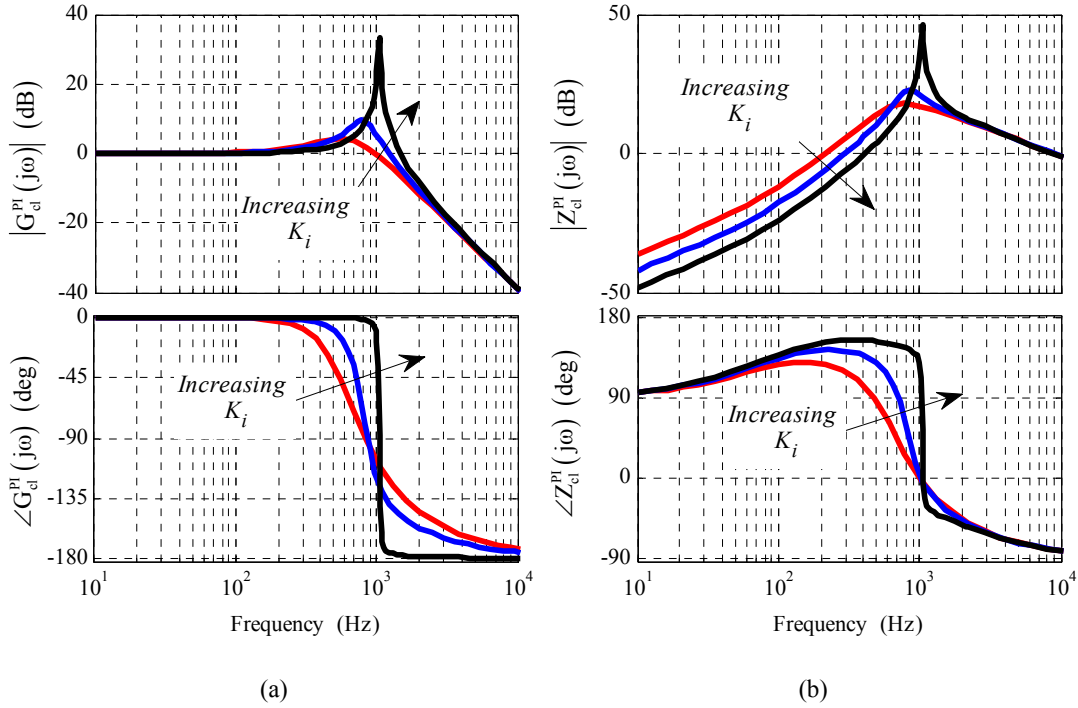 |G_cl^PI(jω)| (dB)
40
20
0
-20
-40
Increasing
K_i
∠G_cl^PI(jω) (deg)
0
-45
-90
-135
-180
Increasing
K_i
10^1 10^2 10^3 10^4
Frequency (Hz)
(a)
|Z_cl^PI(jω)| (dB)
50
0
-50
Increasing
K_i
∠Z_cl^PI(jω) (deg)
180
90
0
-90
Increasing
K_i
10^1 10^2 10^3 10^4
Frequency (Hz)
(b)